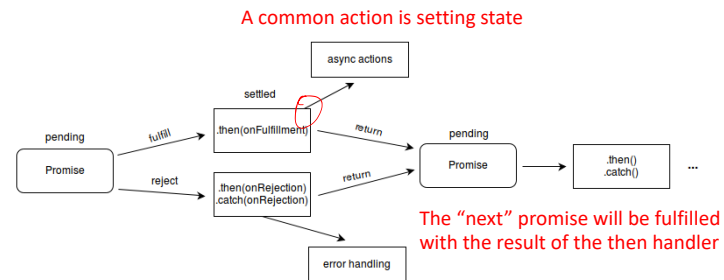 A common action is setting state
async actions
settled
pending
fulfill
.then(onFulfillment)
return
pending
Promise
Promise
.then()
.catch()
...
reject
.then(onRejection)
.catch(onRejection)
return
The “next” promise will be fulfilled
with the result of the then handler
error handling